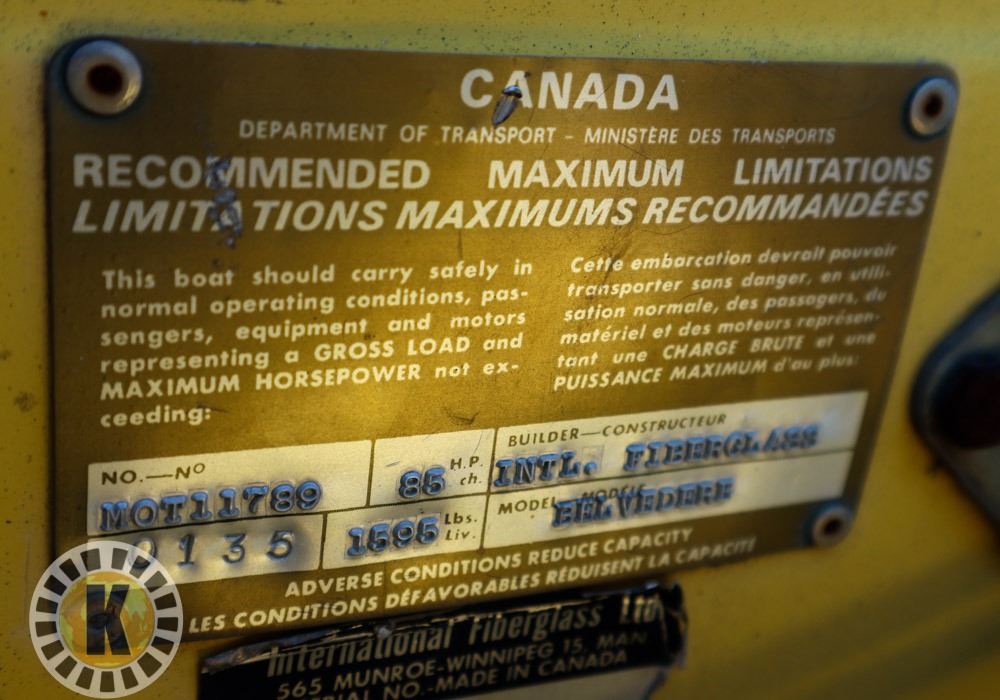 CANADA
DEPARTMENT OF TRANSPORT - MINISTÈRE DES TRANSPORTS
RECOMMENDED MAXIMUM LIMITATIONS
LIMITATIONS MAXIMUMS RECOMMANDÉES
This boat should carry safely in
normal operating conditions, pas-
sengers, equipment and motors
representing a GROSS LOAD and
MAXIMUM HORSEPOWER not ex-
ceeding:
Cette embarcation devrait pouvoir
transporter sans danger, en utili-
sation normale, des passagers, du
matériel et des moteurs représen-
tant une CHARGE BRUTE et une
PUISSANCE MAXIMUM d'au plus:
NO.—Nº
MOT11789
85 H.P. ch.
BUILDER—CONSTRUCTEUR
INTL. FIBERGLASS
0135
1595 Lbs. Liv.
MODEL—MODÈLE
BELVEDERE
ADVERSE CONDITIONS REDUCE CAPACITY
LES CONDITIONS DÉFAVORABLES RÉDUISENT LA CAPACITÉ
International Fiberglass Ltd
565 MUNROE-WINNIPEG 15, MAN
SERIAL NO.-MADE IN CANADA
K